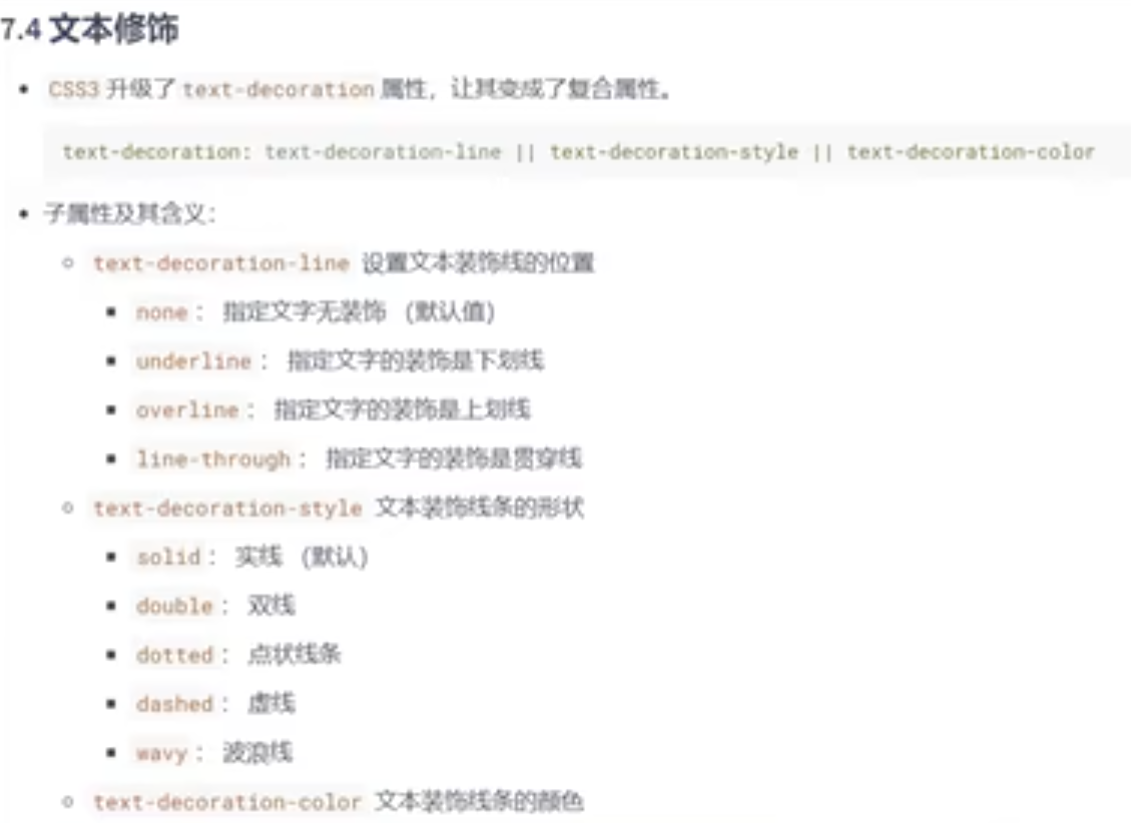 7.4 文本修饰
CSS3 升级了 text-decoration 属性，让其变成了复合属性。
text-decoration: text-decoration-line || text-decoration-style || text-decoration-color
子属性及其含义：
text-decoration-line 设置文本装饰线的位置
none： 指定文字无装饰 （默认值）
underline： 指定文字的装饰是下划线
overline： 指定文字的装饰是上划线
line-through： 指定文字的装饰是贯穿线
text-decoration-style 文本装饰线条的形状
solid： 实线 （默认）
double： 双线
dotted： 点状线条
dashed： 虚线
wavy： 波浪线
text-decoration-color 文本装饰线条的颜色